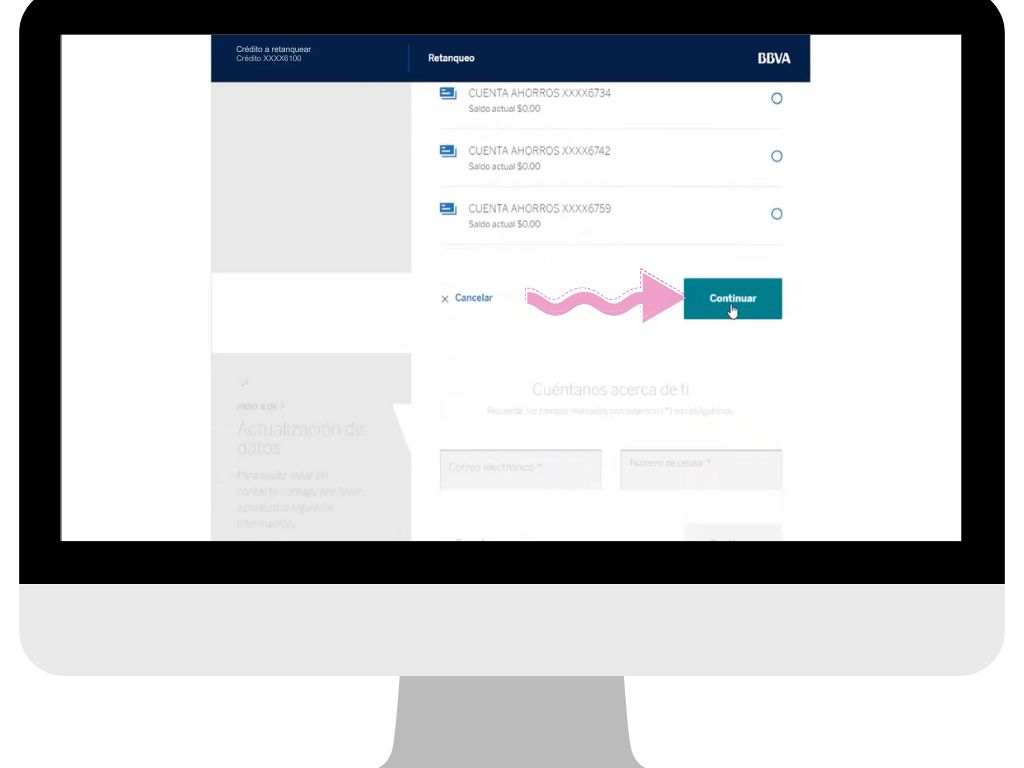 Crédito a retanquear
Crédito XXXX6100
Retanqueo
BBVA
CUENTA AHORROS XXXX6734
Saldo actual $0,00
CUENTA AHORROS XXXX6742
Saldo actual $0,00
CUENTA AHORROS XXXX6759
Saldo actual $0,00
Cancelar
Continuar
PASO 4 DE 7
Actualización de
datos
Para poder estar en
contacto contigo, por favor
actualiza la siguiente
información.
Cuéntanos acerca de ti
Recuerda, los campos marcados con asterisco (*) son obligatorios.
Correo electrónico *
Número de celular *